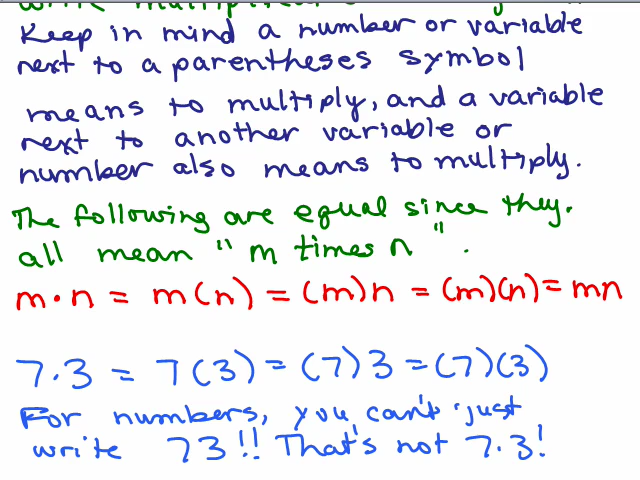 Keep in mind a number or variable
next to a parentheses symbol
means to multiply, and a variable
next to another variable or
number also means to multiply.
The following are equal since they
all mean "m times n".
m·n = m(n) = (m)n = (m)(n) = mn
7·3 = 7(3) = (7)3 = (7)(3)
For numbers, you can't just
write 73!! That's not 7·3!